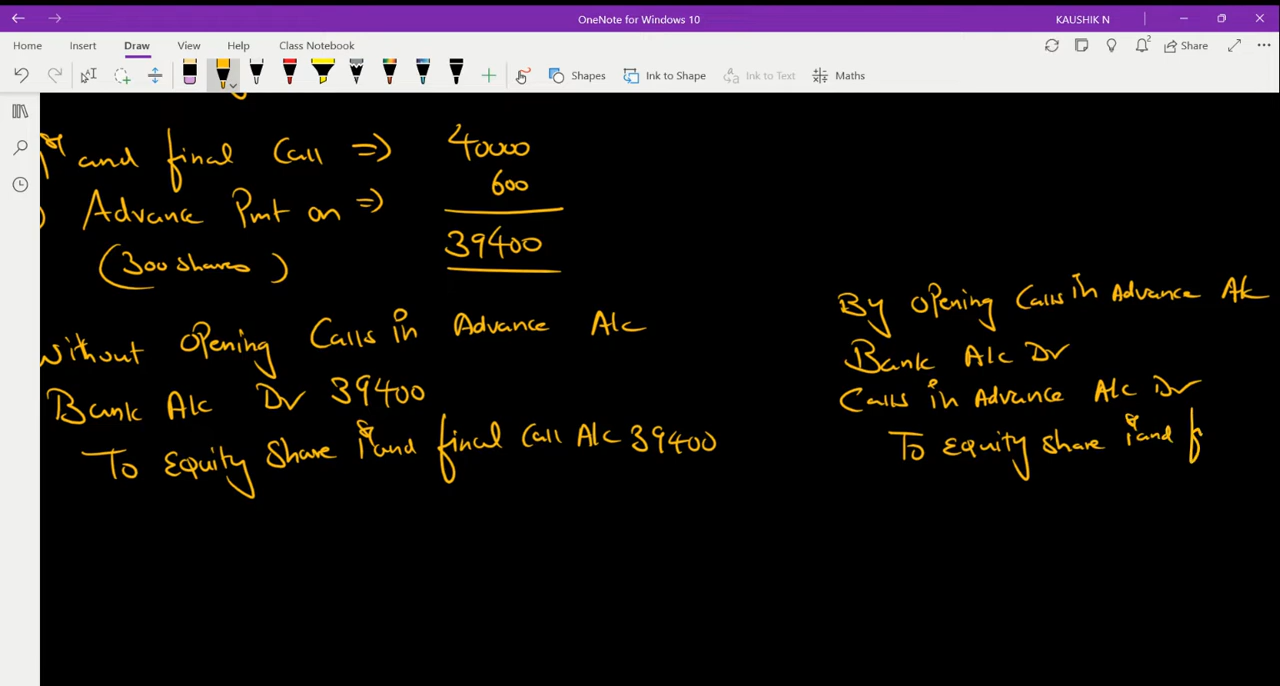 OneNote for Windows 10
KAUSHIK N
Home Insert Draw View Help Class Notebook
Share
Shapes Ink to Shape Ink to Text Maths
1st and final Call => 40000
) Advance Pmt on => 600
(300 shares) 39400
Without Opening Calls in Advance A/c
Bank A/c Dr 39400
To Equity Share 1st and final Call A/c 39400
By Opening Calls in Advance A/c
Bank A/c Dr
Calls in Advance A/c Dr
To Equity Share 1st and f